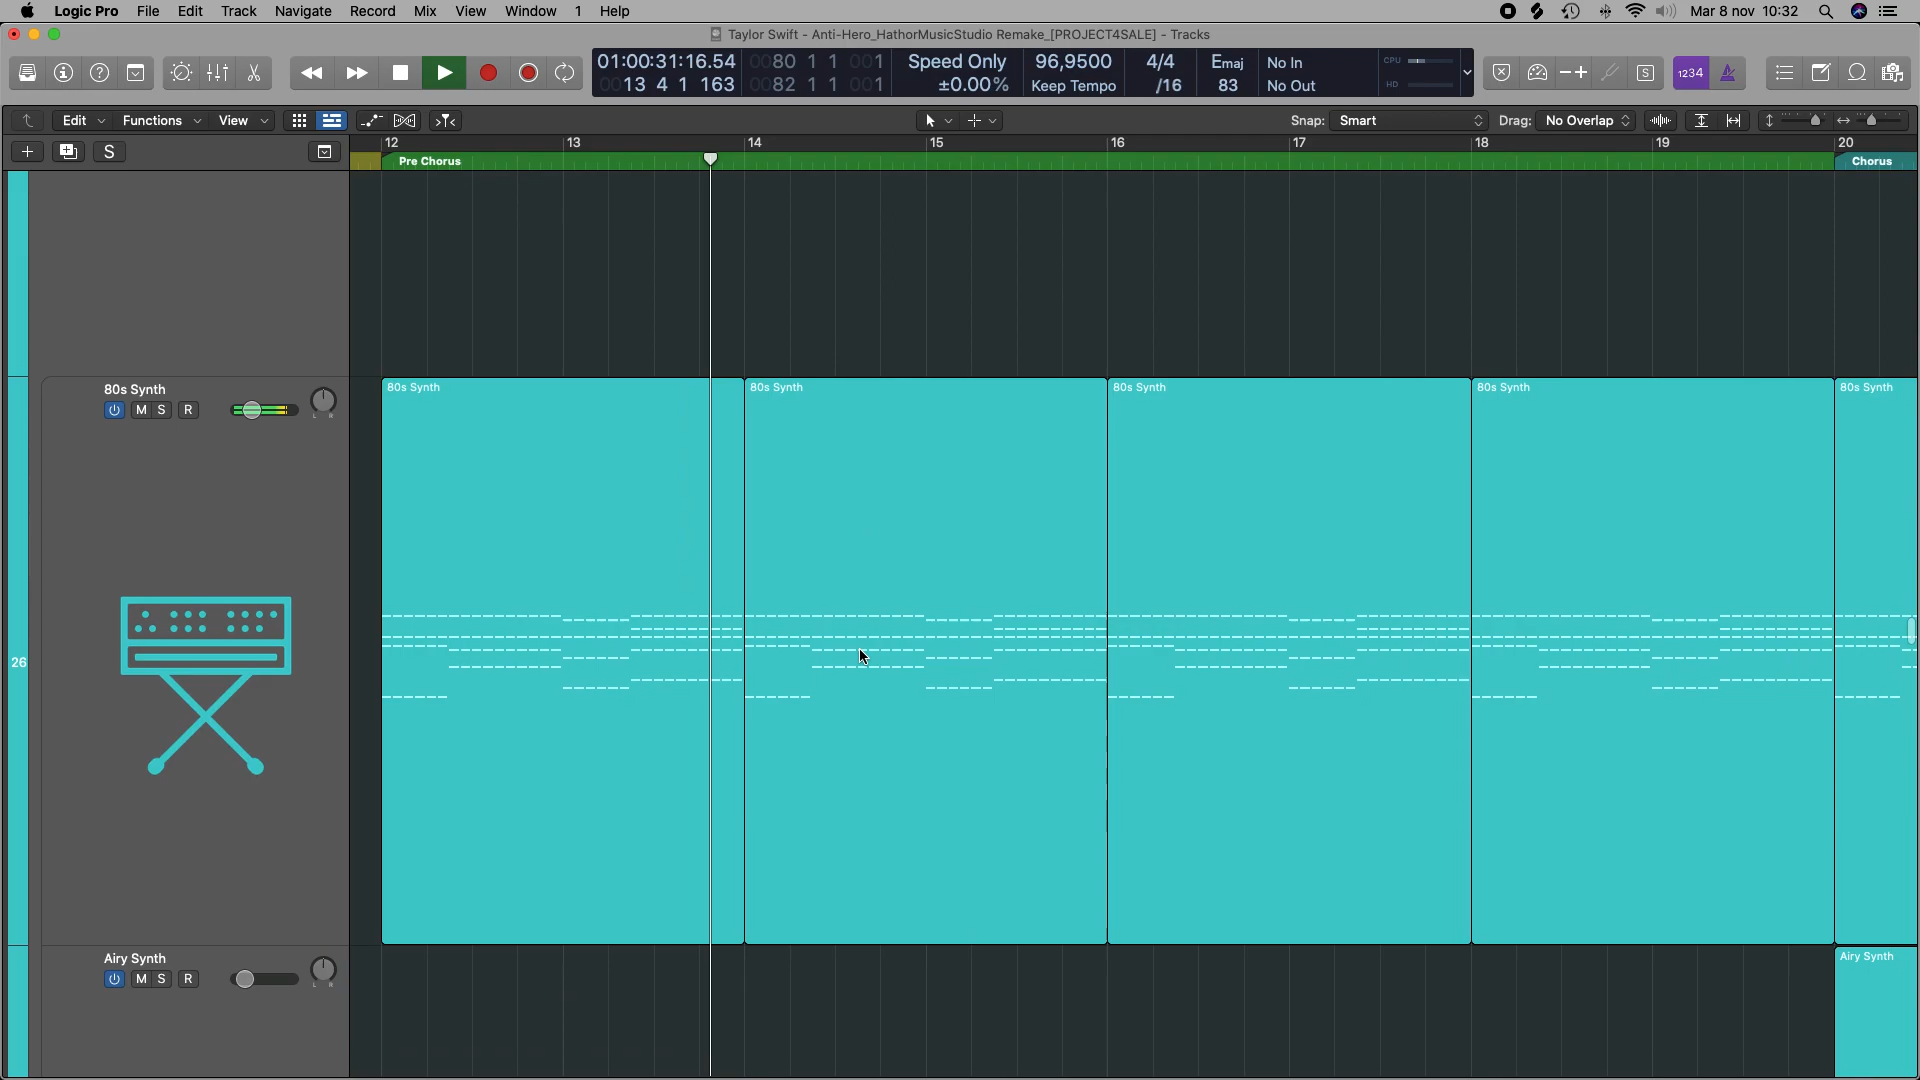 Logic Pro File Edit Track Navigate Record Mix View Window 1 Help Mar 8 nov 10:32
Taylor Swift - Anti-Hero_HathorMusicStudio Remake_[PROJECT4SALE] - Tracks
01:00:31:16.54 0080 1 1 001 Speed Only 96,9500 4/4 Emaj No In CPU
0013 4 1 163 0082 1 1 001 ±0.00% Keep Tempo /16 83 No Out HD
S 1234
Edit Functions View Snap: Smart Drag: No Overlap
S 12 13 14 15 16 17 18 19 20
Pre Chorus Chorus
80s Synth 80s Synth 80s Synth 80s Synth 80s Synth 80s Synth
M S R L R
26
Airy Synth Airy Synth
M S R L R